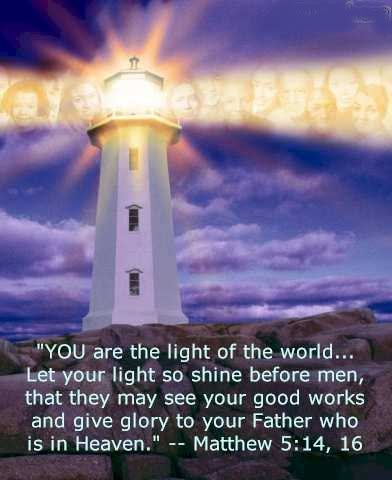 "YOU are the light of the world...
Let your light so shine before men,
that they may see your good works
and give glory to your Father who
is in Heaven." -- Matthew 5:14, 16